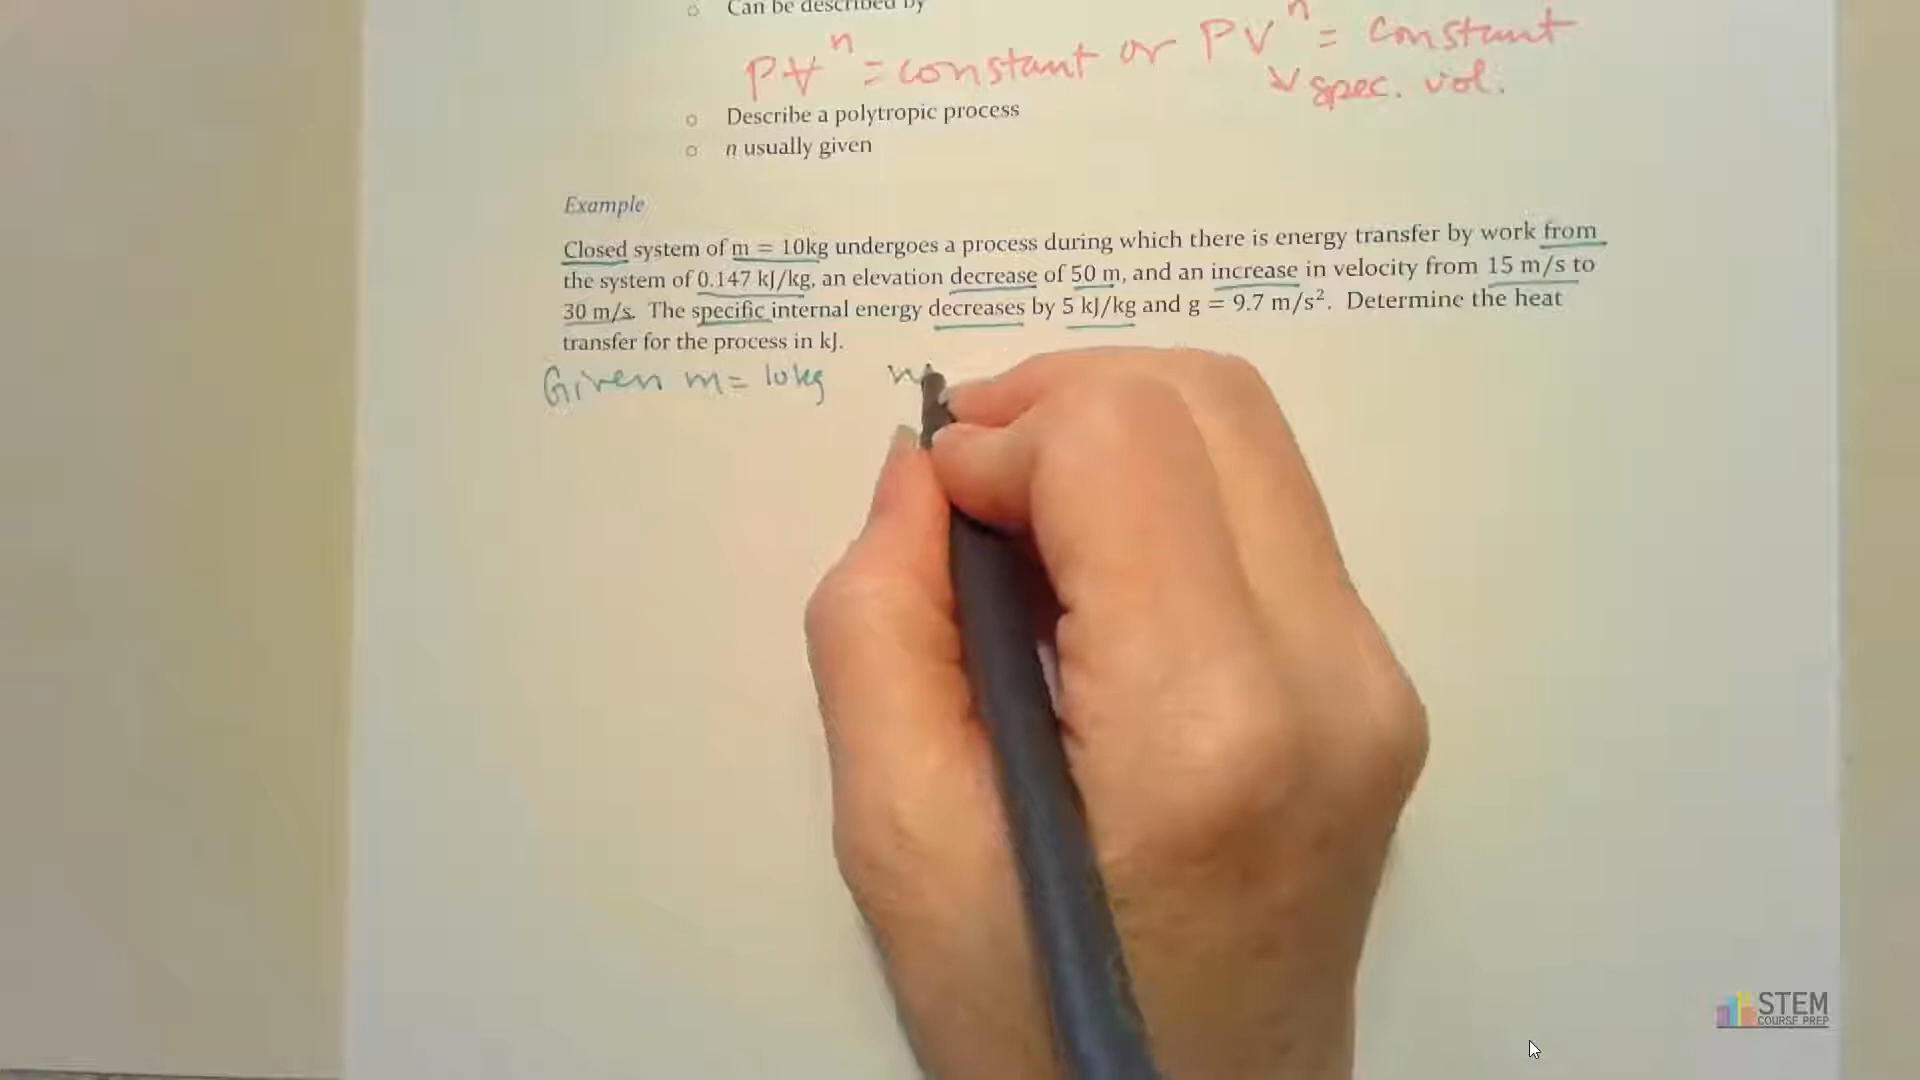 Can be described by
PV^n = constant or PV^n = constant
↘ spec. vol.
Describe a polytropic process
n usually given
Example
Closed system of m = 10kg undergoes a process during which there is energy transfer by work from
the system of 0.147 kJ/kg, an elevation decrease of 50 m, and an increase in velocity from 15 m/s to
30 m/s. The specific internal energy decreases by 5 kJ/kg and g = 9.7 m/s². Determine the heat
transfer for the process in kJ.
Given m = 10kg
STEM
COURSE PREP